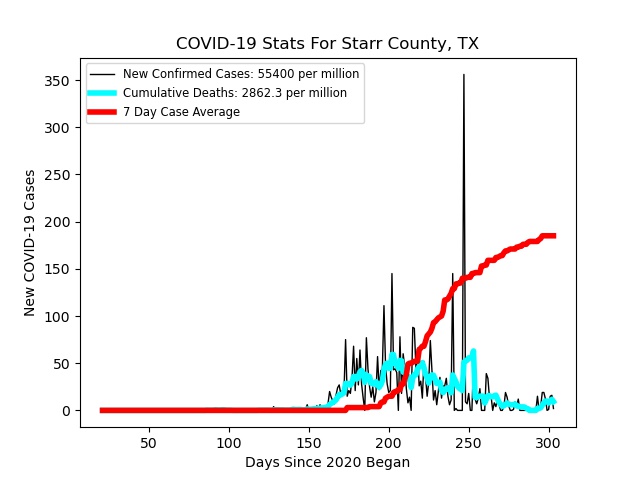 COVID-19 Stats For Starr County, TX
New Confirmed Cases: 55400 per million
Cumulative Deaths: 2862.3 per million
7 Day Case Average
New COVID-19 Cases
350
300
250
200
150
100
50
0
50 100 150 200 250 300
Days Since 2020 Began